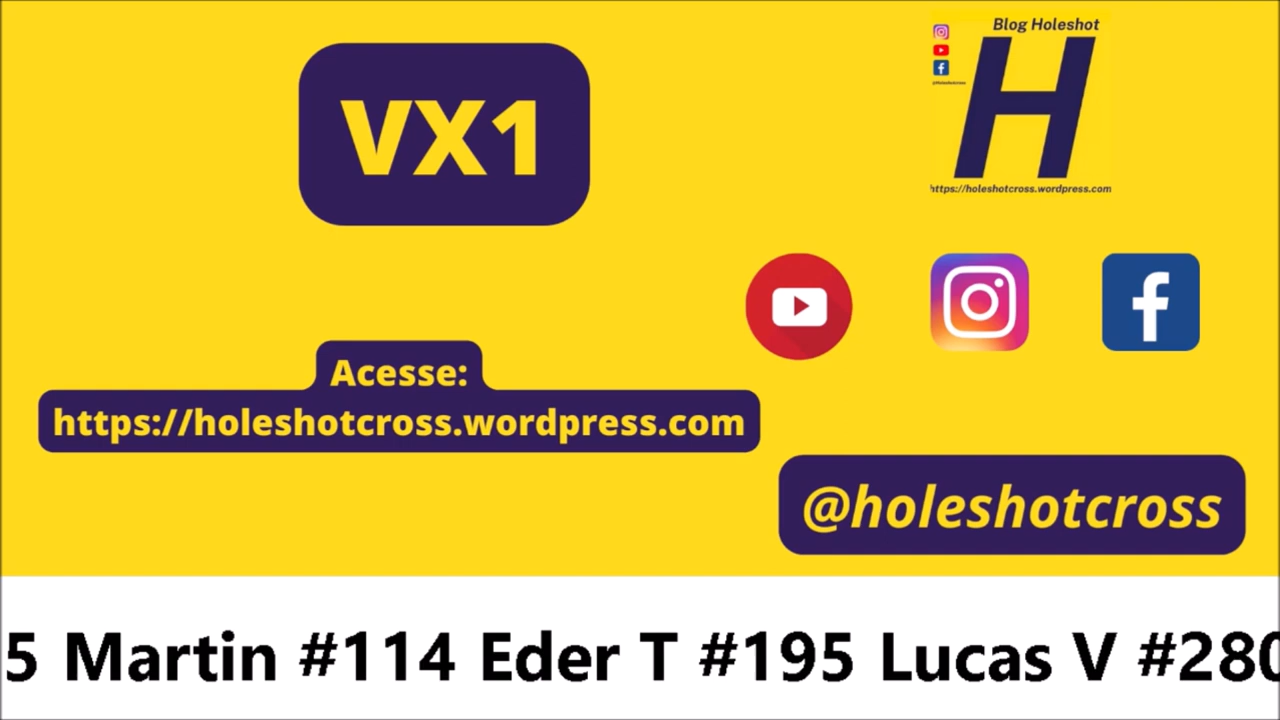 Blog Holeshot
H
https://holeshotcross.wordpress.com
VX1
Acesse:
https://holeshotcross.wordpress.com
@holeshotcross
5 Martin #114 Eder T #195 Lucas V #280